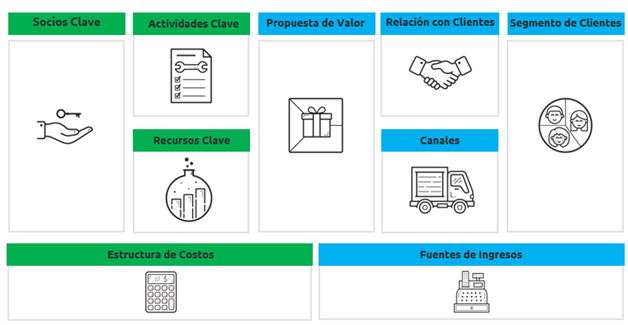 Socios Clave
Actividades Clave
Propuesta de Valor
Relación con Clientes
Segmento de Clientes
Recursos Clave
Canales
Estructura de Costos
Fuentes de Ingresos